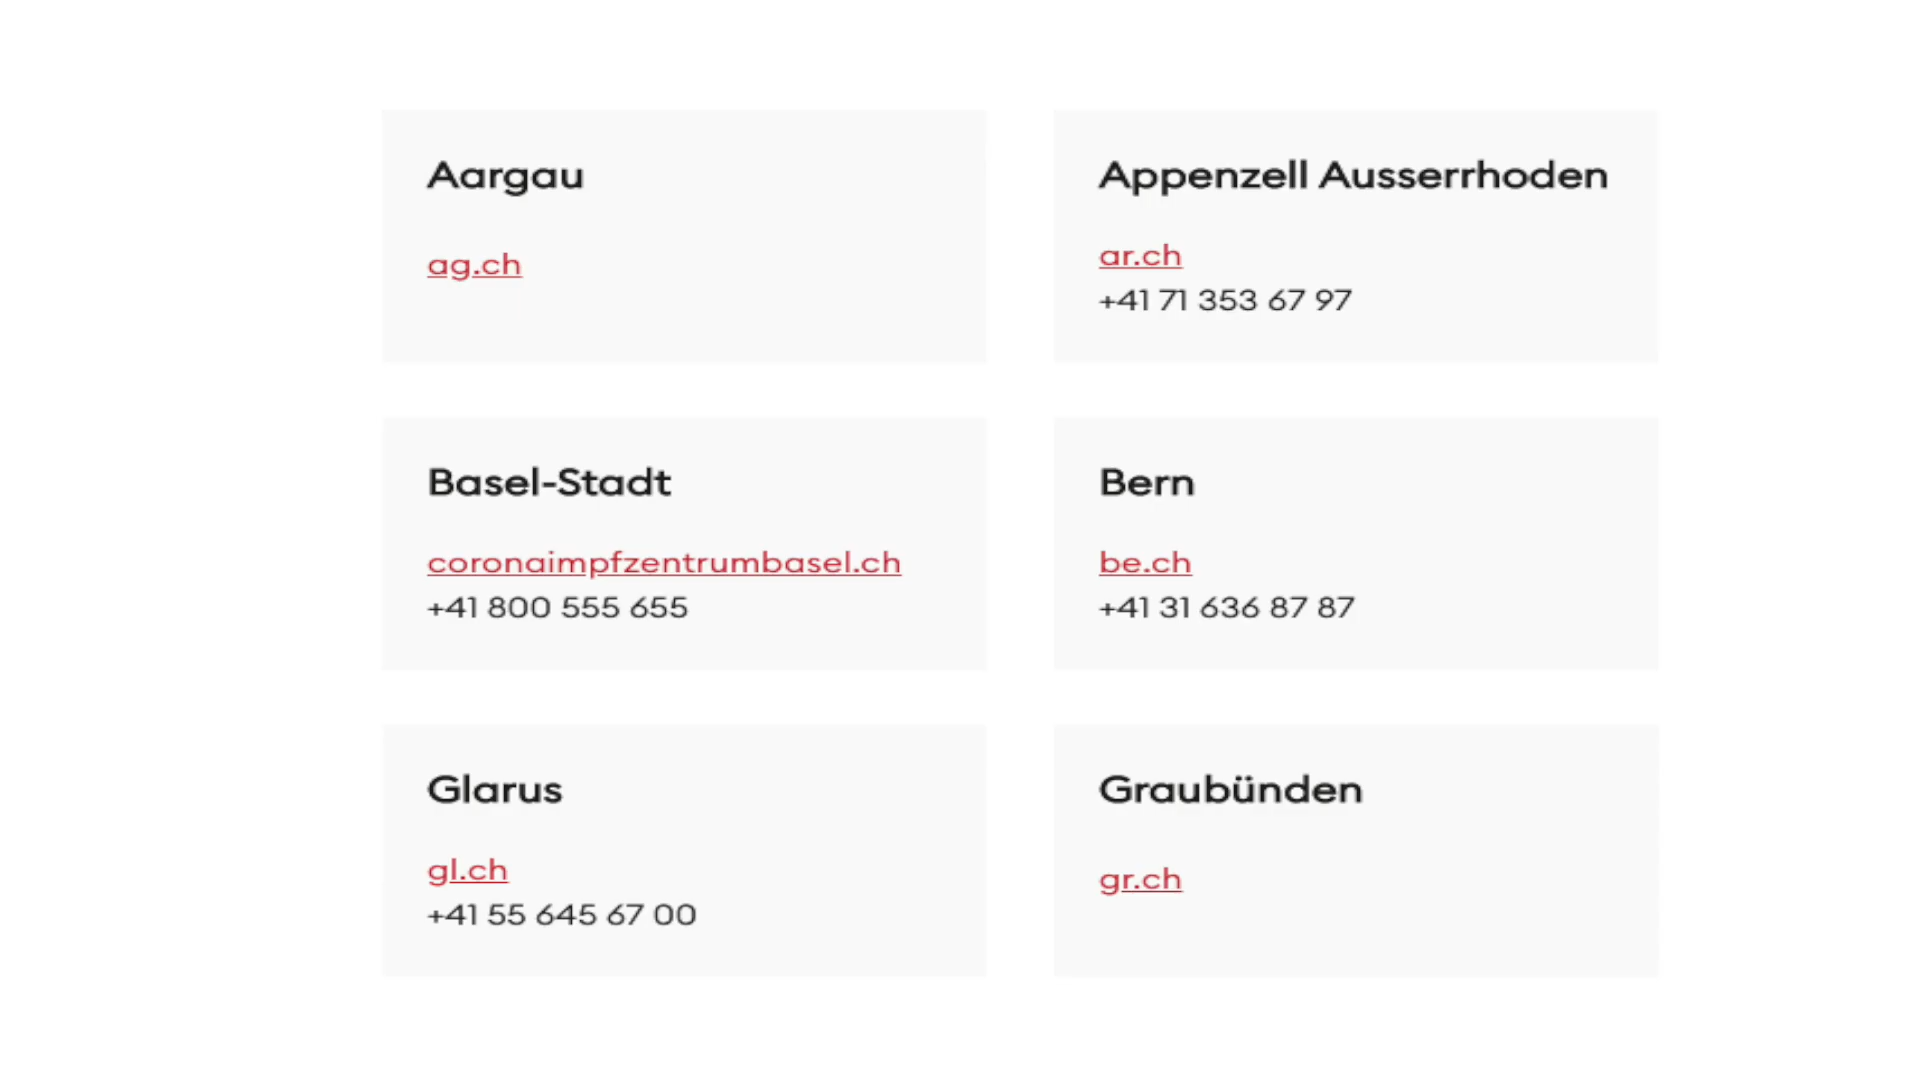 Aargau
ag.ch
Appenzell Ausserrhoden
ar.ch
+41 71 353 67 97
Basel-Stadt
coronaimpfzentrumbasel.ch
+41 800 555 655
Bern
be.ch
+41 31 636 87 87
Glarus
gl.ch
+41 55 645 67 00
Graubünden
gr.ch